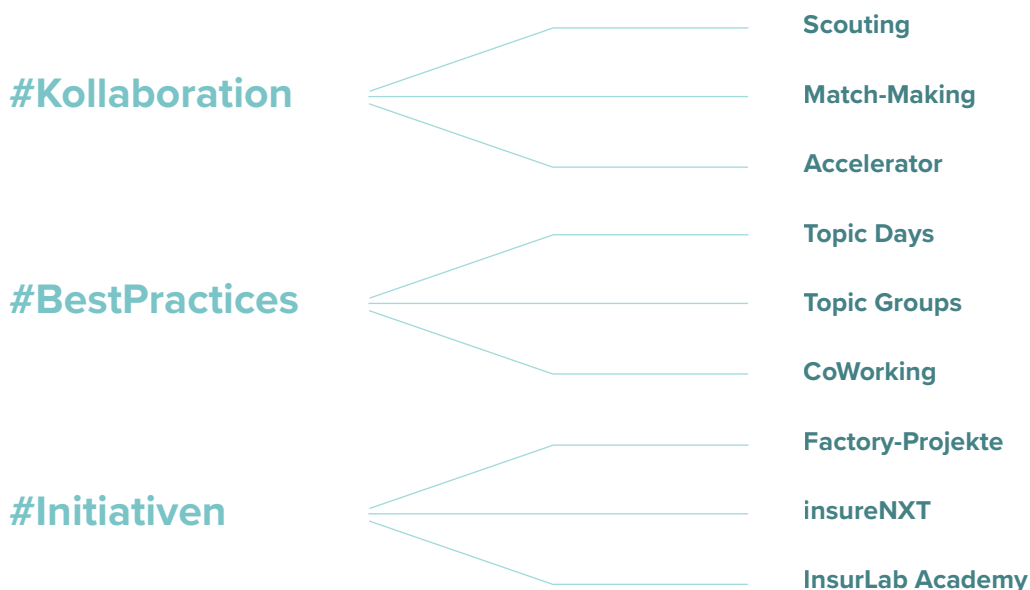 #Kollaboration
Scouting
Match-Making
Accelerator
#BestPractices
Topic Days
Topic Groups
CoWorking
#Initiativen
Factory-Projekte
insureNXT
InsurLab Academy